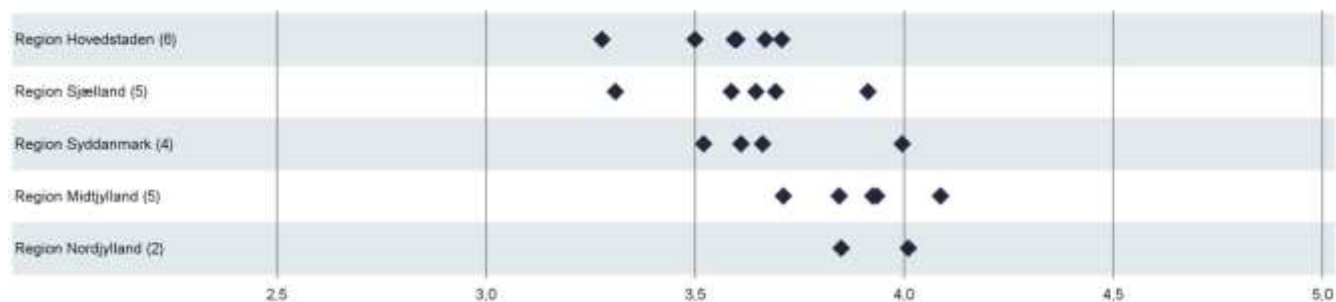 Region Hovedstaden (6)
Region Sjælland (5)
Region Syddanmark (4)
Region Midtjylland (5)
Region Nordjylland (2)
2,5 3,0 3,5 4,0 4,5 5,0